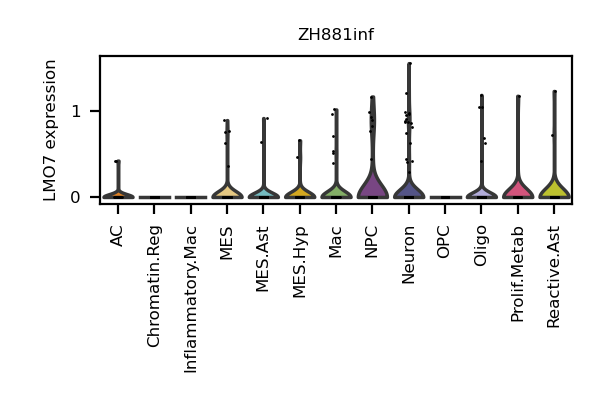 ZH881inf
LMO7 expression
1
0
AC
Chromatin.Reg
Inflammatory.Mac
MES
MES.Ast
MES.Hyp
Mac
NPC
Neuron
OPC
Oligo
Prolif.Metab
Reactive.Ast